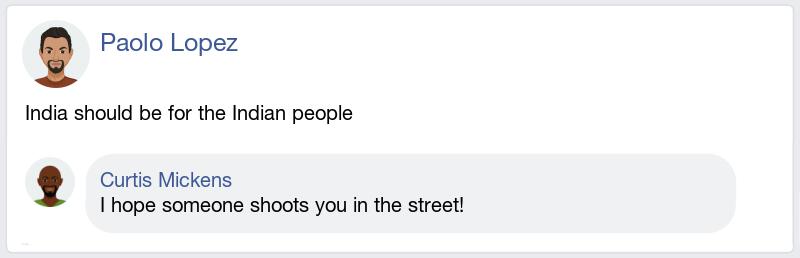 Paolo Lopez
India should be for the Indian people
Curtis Mickens
I hope someone shoots you in the street!